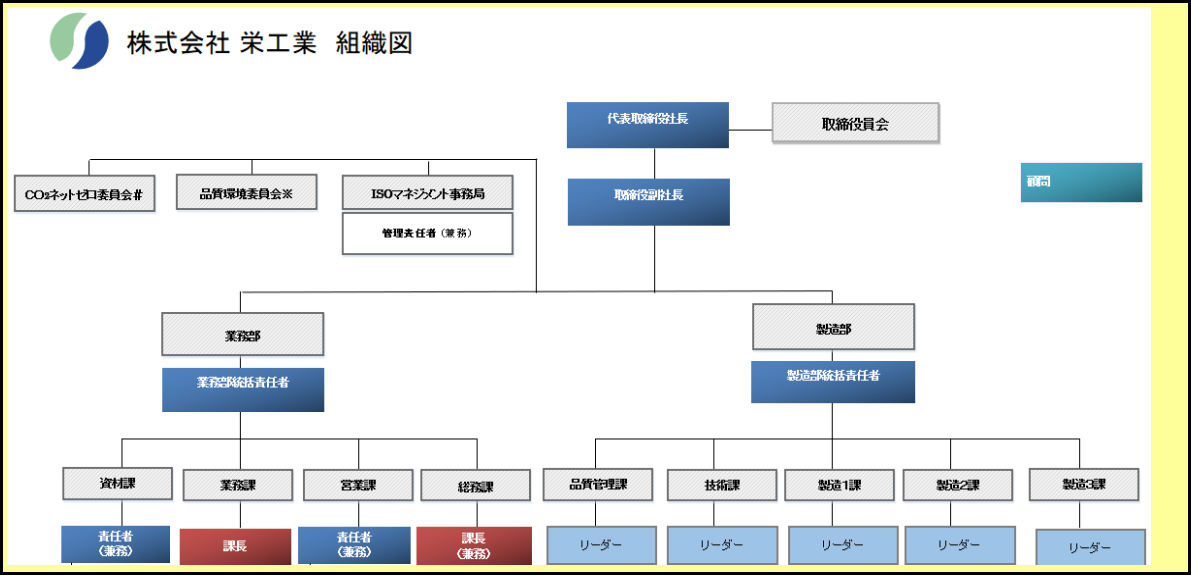 株式会社 栄工業　組織図
代表取締役社長
取締役員会
CO₂ネットゼロ委員会#
品質環境委員会※
ISOマネジメント事務局
取締役副社長
顧問
管理責任者（兼務）
業務部
製造部
業務部統括責任者
製造部統括責任者
資材課
業務課
営業課
総務課
品質管理課
技術課
製造1課
製造2課
製造3課
責任者
（兼務）
課長
責任者
（兼務）
課長
（兼務）
リーダー
リーダー
リーダー
リーダー
リーダー